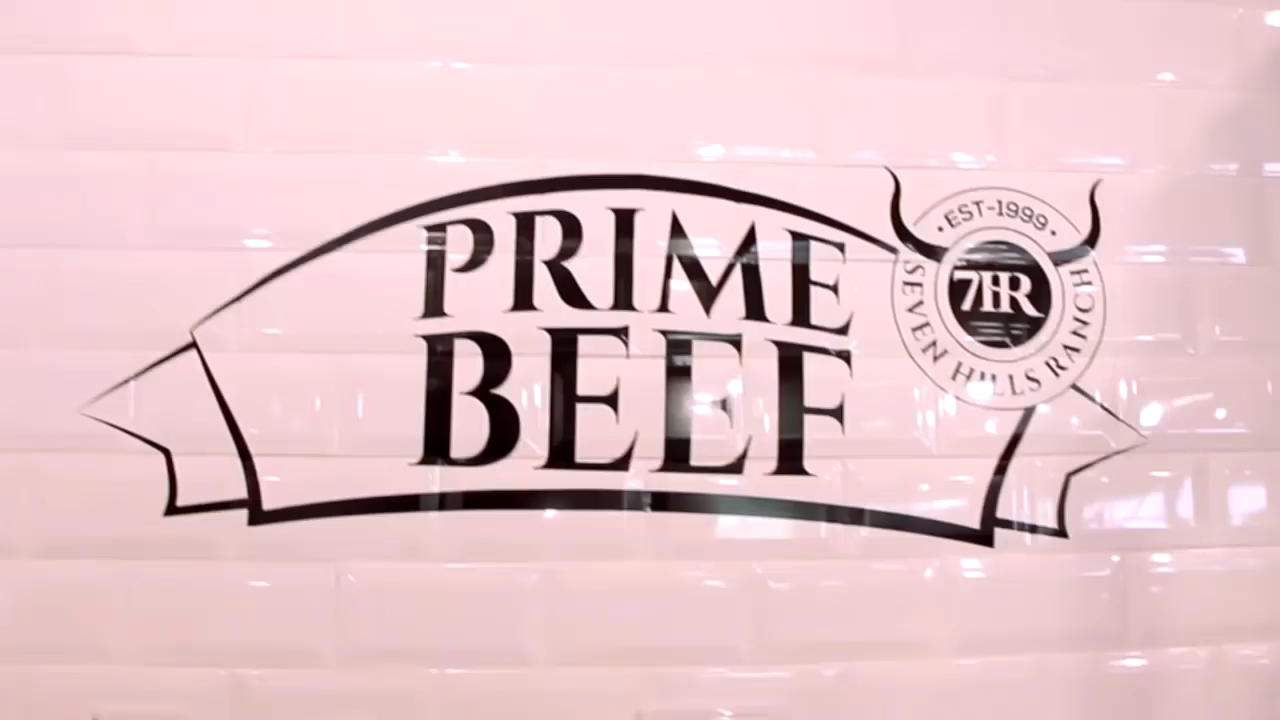 PRIME
BEEF
·EST-1999·
7HR
SEVEN HILLS RANCH